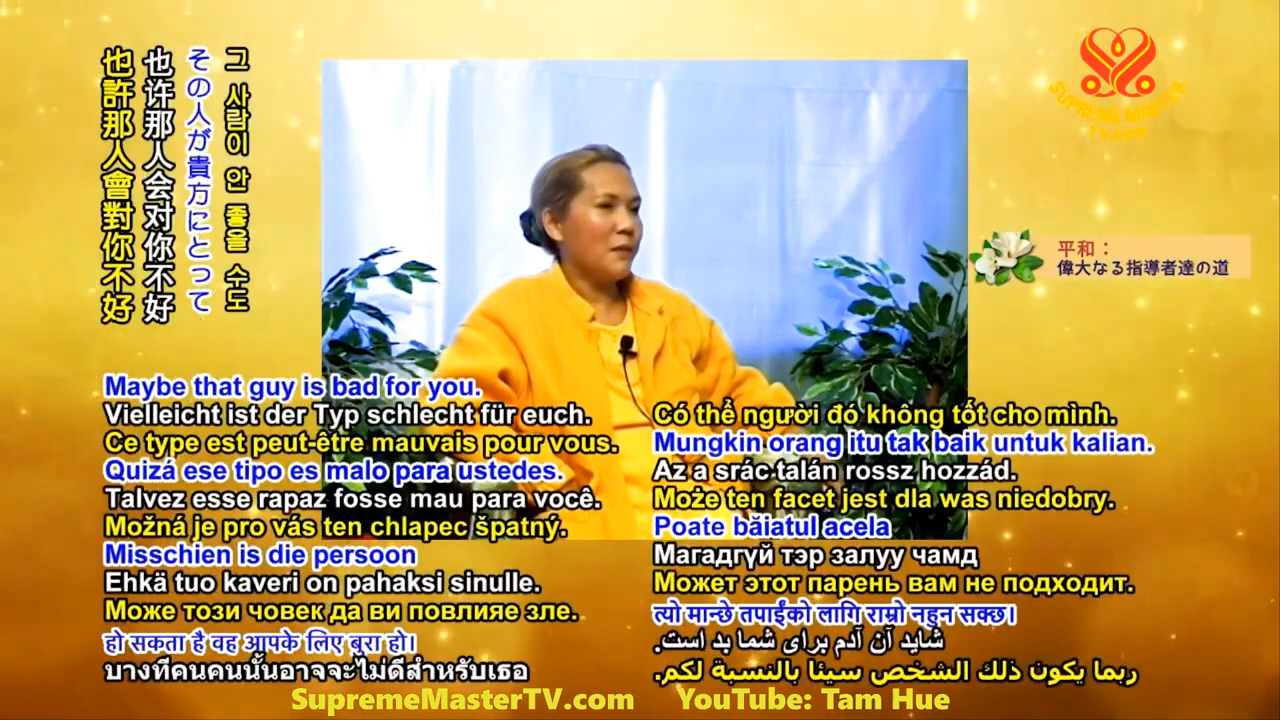 그 사람이 안 좋을 수도
その人が貴方にとって
也许那人会对你不好
也許那人會對你不好
SUPREME MASTER
TV.com
平和：
偉大なる指導者達の道
Maybe that guy is bad for you.
Vielleicht ist der Typ schlecht für euch.
Ce type est peut-être mauvais pour vous.
Quizá ese tipo es malo para ustedes.
Talvez esse rapaz fosse mau para você.
Možná je pro vás ten chlapec špatný.
Misschien is die persoon
Ehkä tuo kaveri on pahaksi sinulle.
Може този човек да ви повлияе зле.
हो सकता है वह आपके लिए बुरा हो।
บางทีคนคนนั้นอาจจะไม่ดีสำหรับเธอ
Có thể người đó không tốt cho mình.
Mungkin orang itu tak baik untuk kalian.
Az a srác talán rossz hozzád.
Może ten facet jest dla was niedobry.
Poate băiatul acela
Магадгүй тэр залуу чамд
Может этот парень вам не подходит.
त्यो मान्छे तपाईंको लागि राम्रो नहुन सक्छ।
شاید آن آدم برای شما بد است.
ربما يكون ذلك الشخص سيئا بالنسبة لكم.
SupremeMasterTV.com YouTube: Tam Hue